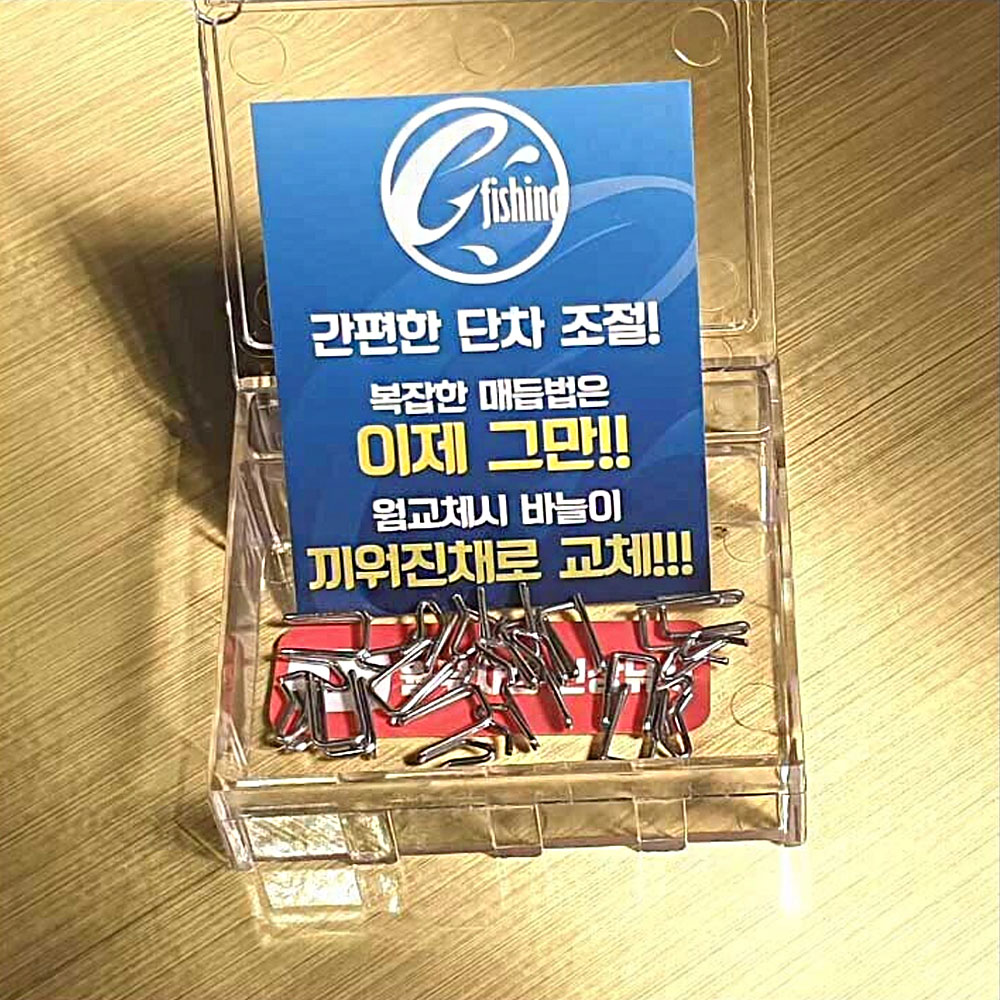 G fishing
간편한 단차 조절!
복잡한 매듭법은
이제 그만!!
웜교체시 바늘이
끼워진채로 교체!!!